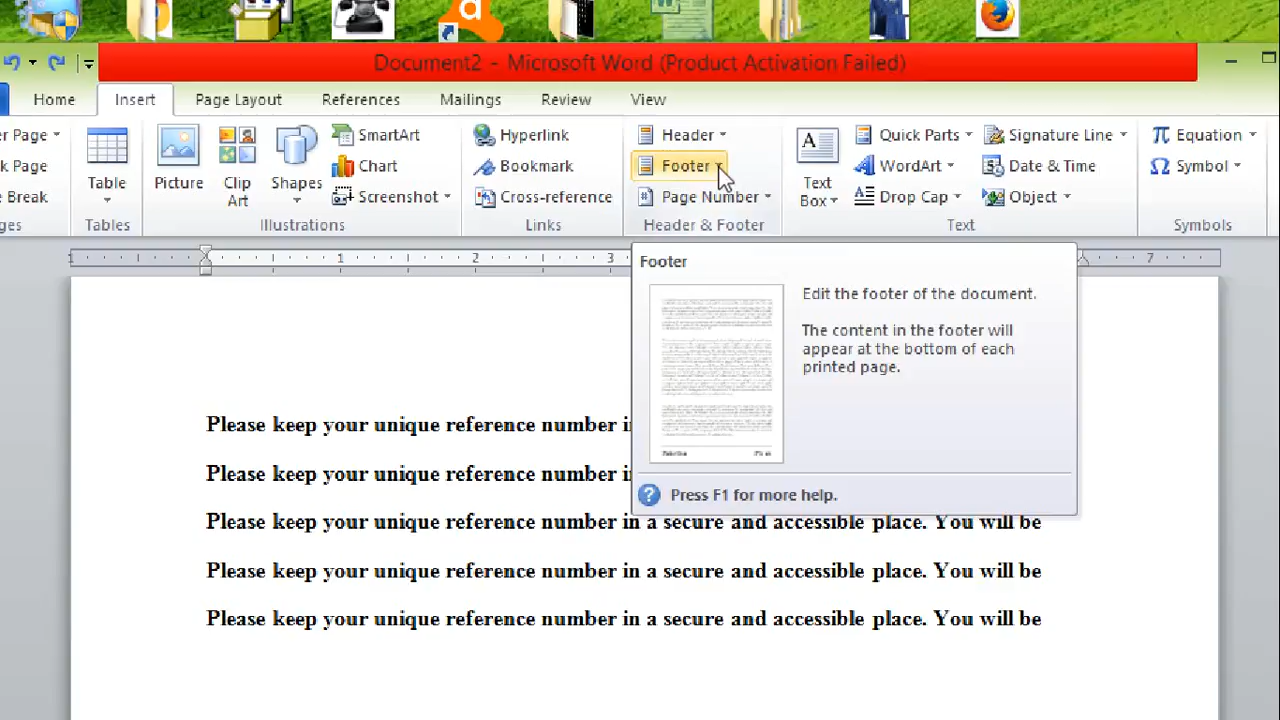 Document2 - Microsoft Word (Product Activation Failed)
Home Insert Page Layout References Mailings Review View
er Page
Table
Picture
Clip Art
Shapes
SmartArt
Chart
Screenshot
Hyperlink
Bookmark
Cross-reference
Header
Footer
Page Number
Text Box
Quick Parts
WordArt
Drop Cap
Signature Line
Date & Time
Object
Equation
Symbol
k Page
Break
ges Tables Illustrations Links Header & Footer Text Symbols
1 1 2 3 7
Footer
Edit the footer of the document.
The content in the footer will
appear at the bottom of each
printed page.
Press F1 for more help.
Please keep your unique reference number i
Please keep your unique reference number in
Please keep your unique reference number in a secure and accessible place. You will be
Please keep your unique reference number in a secure and accessible place. You will be
Please keep your unique reference number in a secure and accessible place. You will be